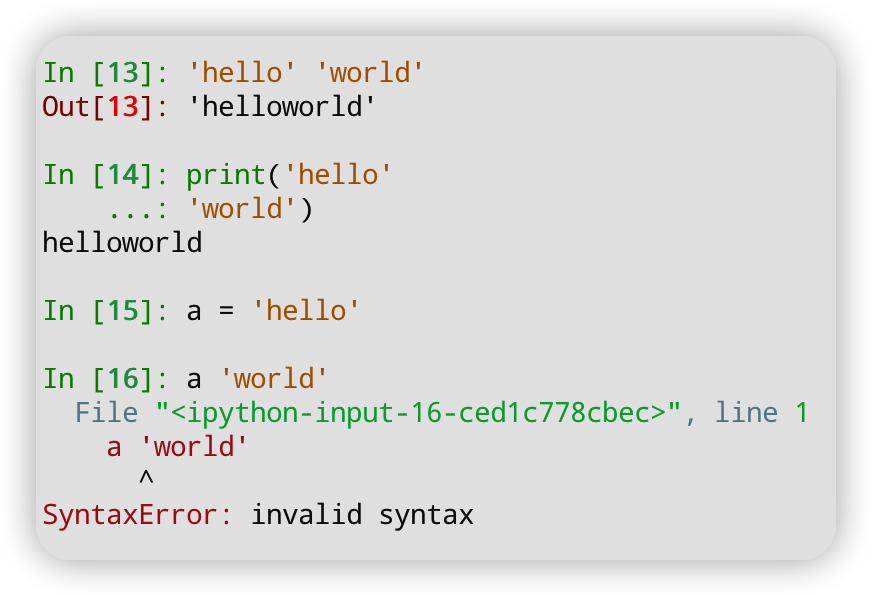 In [13]: 'hello' 'world'
Out[13]: 'helloworld'
In [14]: print('hello'
...: 'world')
helloworld
In [15]: a = 'hello'
In [16]: a 'world'
File "<ipython-input-16-ced1c778cbec>", line 1
a 'world'
^
SyntaxError: invalid syntax